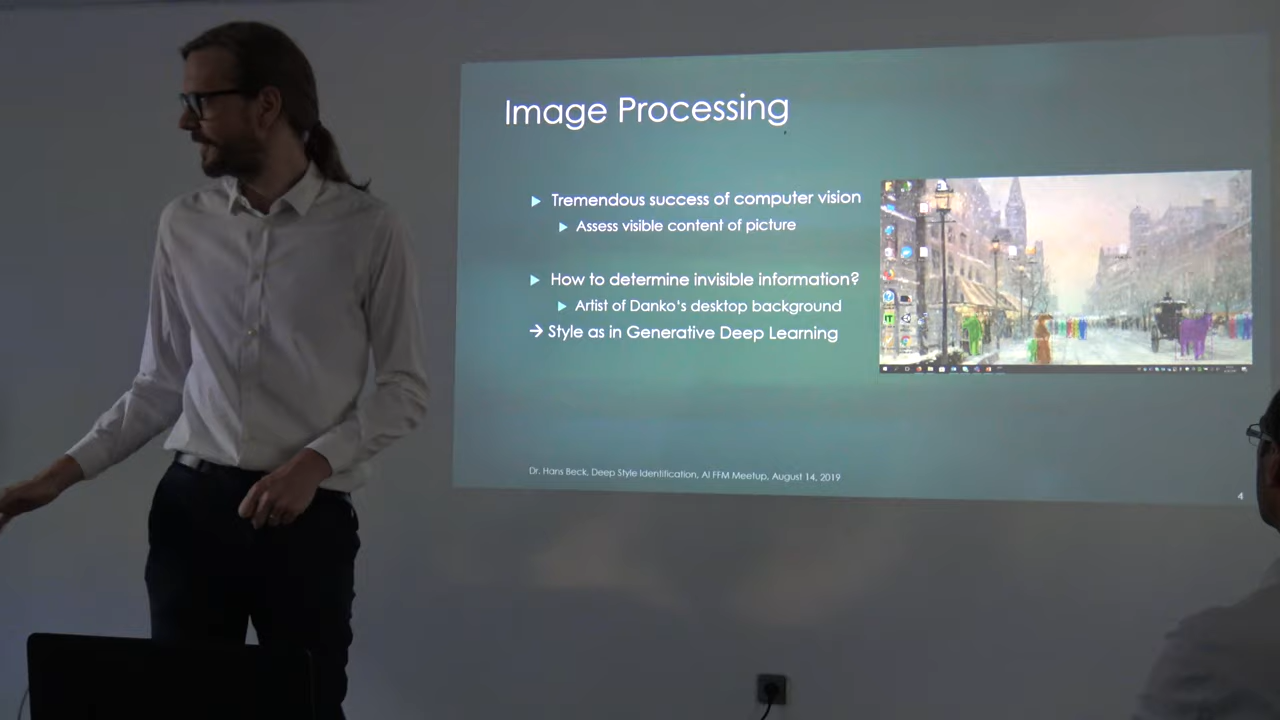 Image Processing
Tremendous success of computer vision
Assess visible content of picture
How to determine invisible information?
Artist of Danko's desktop background
→ Style as in Generative Deep Learning
Dr. Hans Beck, Deep Style Identification, AI FFM Meetup, August 14, 2019
4